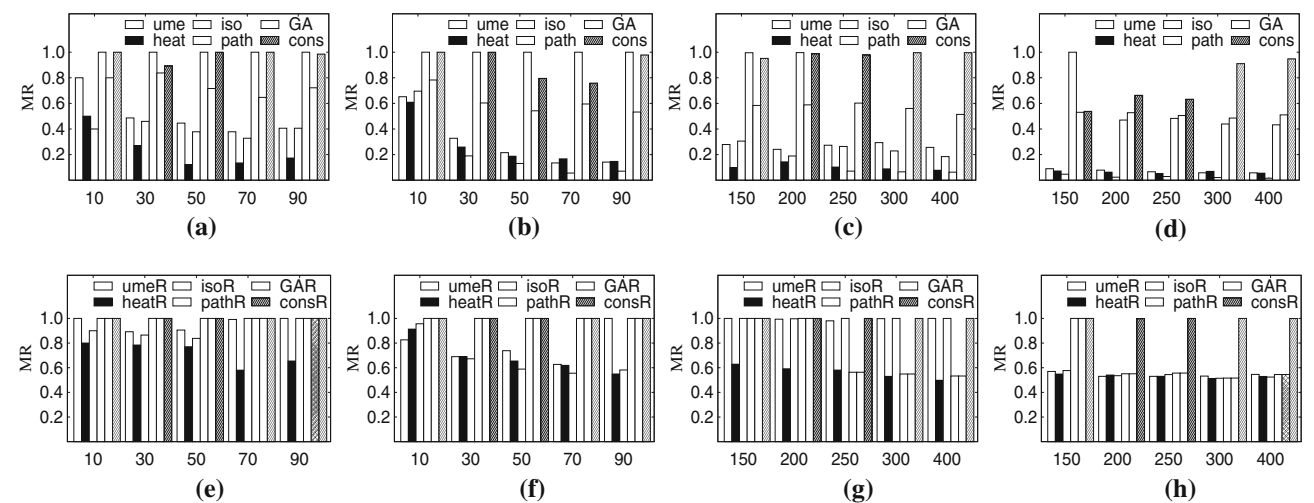 ume iso GA
heat path cons
MR
1.0
0.8
0.6
0.4
0.2
10 30 50 70 90
(a)
ume iso GA
heat path cons
MR
1.0
0.8
0.6
0.4
0.2
10 30 50 70 90
(b)
ume iso GA
heat path cons
MR
1.0
0.8
0.6
0.4
0.2
150 200 250 300 400
(c)
ume iso GA
heat path cons
MR
1.0
0.8
0.6
0.4
0.2
150 200 250 300 400
(d)
umeR isoR GAR
heatR pathR consR
MR
1.0
0.8
0.6
0.4
0.2
10 30 50 70 90
(e)
umeR isoR GAR
heatR pathR consR
MR
1.0
0.8
0.6
0.4
0.2
10 30 50 70 90
(f)
umeR isoR GAR
heatR pathR consR
MR
1.0
0.8
0.6
0.4
0.2
150 200 250 300 400
(g)
umeR isoR GAR
heatR pathR consR
MR
1.0
0.8
0.6
0.4
0.2
150 200 250 300 400
(h)